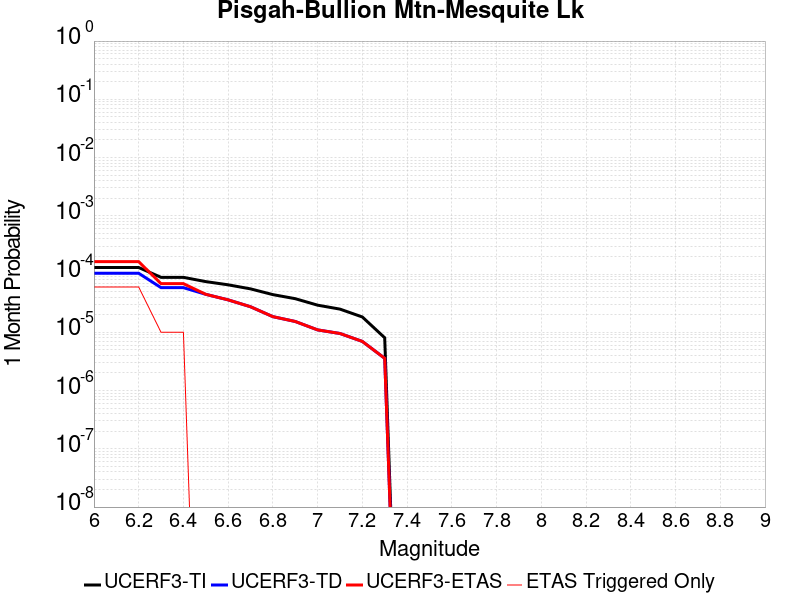 Pisgah-Bullion Mtn-Mesquite Lk
10^0
10^-1
10^-2
10^-3
10^-4
10^-5
10^-6
10^-7
10^-8
1 Month Probability
6 6.2 6.4 6.6 6.8 7 7.2 7.4 7.6 7.8 8 8.2 8.4 8.6 8.8 9
Magnitude
UCERF3-TI UCERF3-TD UCERF3-ETAS ETAS Triggered Only